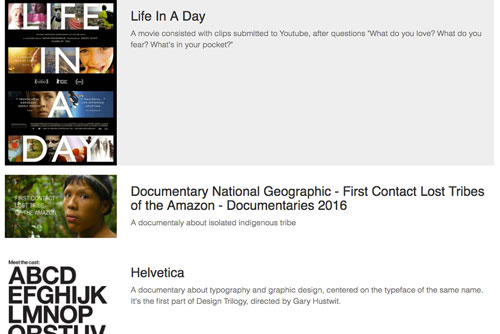 LIFE
IN
A
DAY
Life In A Day
A movie consisted with clips submitted to Youtube, after questions "What do you love? What do you
fear? What's in your pocket?"
FIRST CONTACT
LOST TRIBES
OF THE AMAZON
Documentary National Geographic - First Contact Lost Tribes
of the Amazon - Documentaries 2016
A documentaly about isolated indigenous tribe
Meet the cast:
ABCD
EFGHIJK
LMNOP
QRSTUV
Helvetica
A documentary about typography and graphic design, centered on the typeface of the same name.
It's the first part of Design Trilogy, directed by Gary Hustwit.